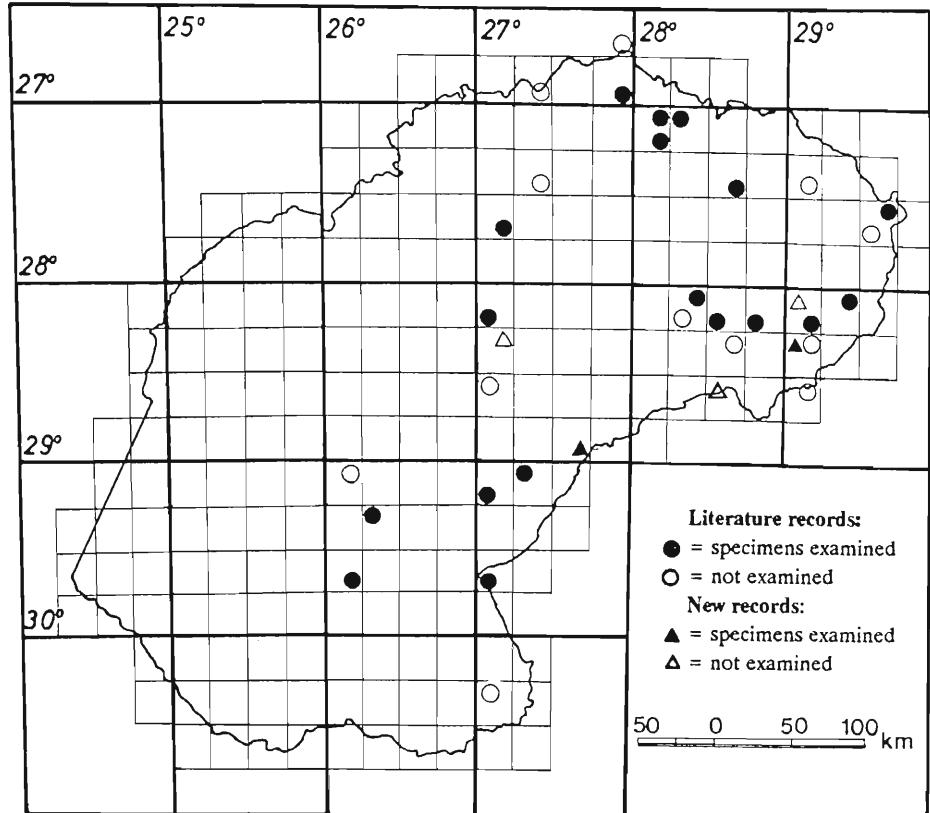 25° 26° 27° 28° 29°
27°
28°
29°
30°
Literature records:
● = specimens examined
○ = not examined
New records:
▲ = specimens examined
△ = not examined
50 0 50 100 km